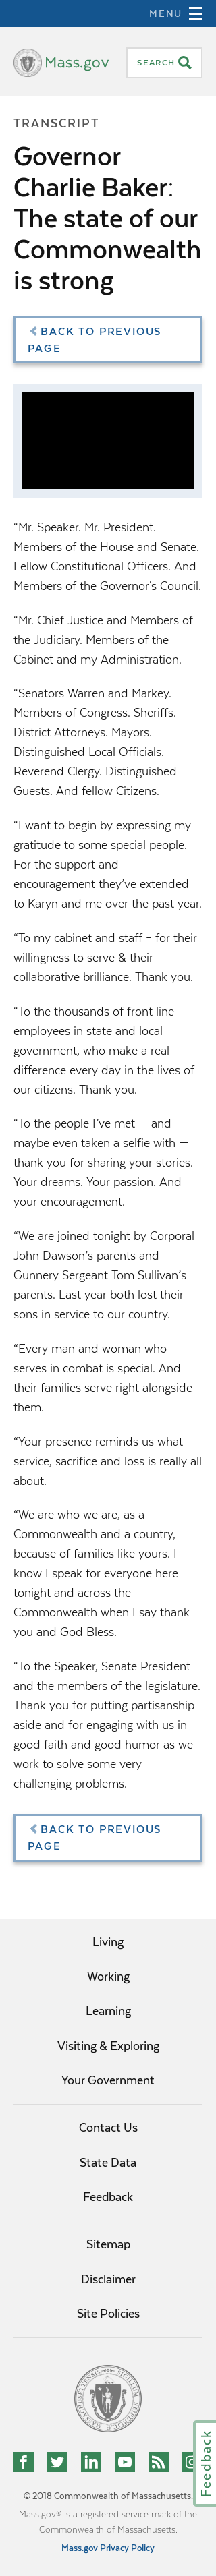 MENU
Mass.gov
SEARCH
TRANSCRIPT
Governor
Charlie Baker:
The state of our
Commonwealth
is strong
BACK TO PREVIOUS
PAGE
“Mr. Speaker. Mr. President.
Members of the House and Senate.
Fellow Constitutional Officers. And
Members of the Governor's Council.
“Mr. Chief Justice and Members of
the Judiciary. Members of the
Cabinet and my Administration.
“Senators Warren and Markey.
Members of Congress. Sheriffs.
District Attorneys. Mayors.
Distinguished Local Officials.
Reverend Clergy. Distinguished
Guests. And fellow Citizens.
“I want to begin by expressing my
gratitude to some special people.
For the support and
encouragement they’ve extended
to Karyn and me over the past year.
“To my cabinet and staff – for their
willingness to serve & their
collaborative brilliance. Thank you.
“To the thousands of front line
employees in state and local
government, who make a real
difference every day in the lives of
our citizens. Thank you.
“To the people I’ve met — and
maybe even taken a selfie with —
thank you for sharing your stories.
Your dreams. Your passion. And
your encouragement.
“We are joined tonight by Corporal
John Dawson’s parents and
Gunnery Sergeant Tom Sullivan’s
parents. Last year both lost their
sons in service to our country.
“Every man and woman who
serves in combat is special. And
their families serve right alongside
them.
“Your presence reminds us what
service, sacrifice and loss is really all
about.
“We are who we are, as a
Commonwealth and a country,
because of families like yours. I
know I speak for everyone here
tonight and across the
Commonwealth when I say thank
you and God Bless.
“To the Speaker, Senate President
and the members of the legislature.
Thank you for putting partisanship
aside and for engaging with us in
good faith and good humor as we
work to solve some very
challenging problems.
BACK TO PREVIOUS
PAGE
Living
Working
Learning
Visiting & Exploring
Your Government
Contact Us
State Data
Feedback
Sitemap
Disclaimer
Site Policies
Feedback
© 2018 Commonwealth of Massachusetts.
Mass.gov® is a registered service mark of the
Commonwealth of Massachusetts.
Mass.gov Privacy Policy